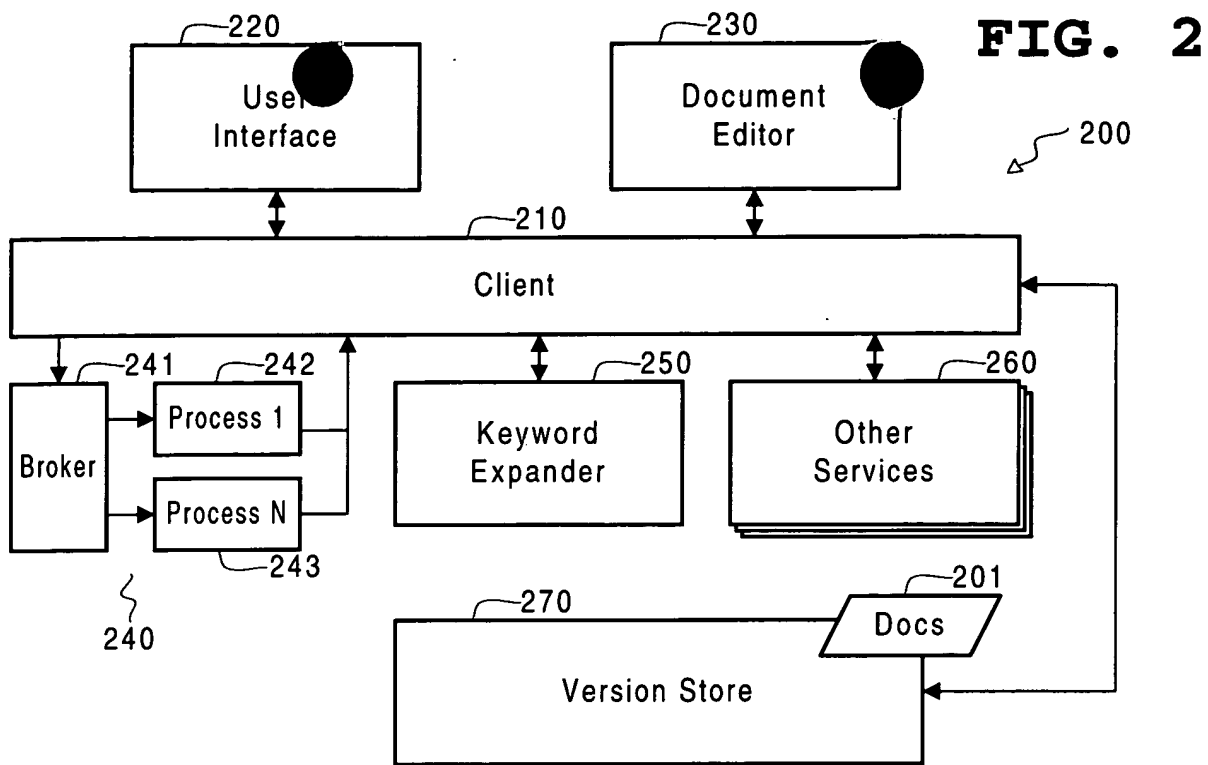 FIG. 2
220
230
200
User
Interface
Document
Editor
210
Client
241
242
250
260
Broker
Process 1
Process N
243
240
Keyword
Expander
Other
Services
270
201
Docs
Version Store